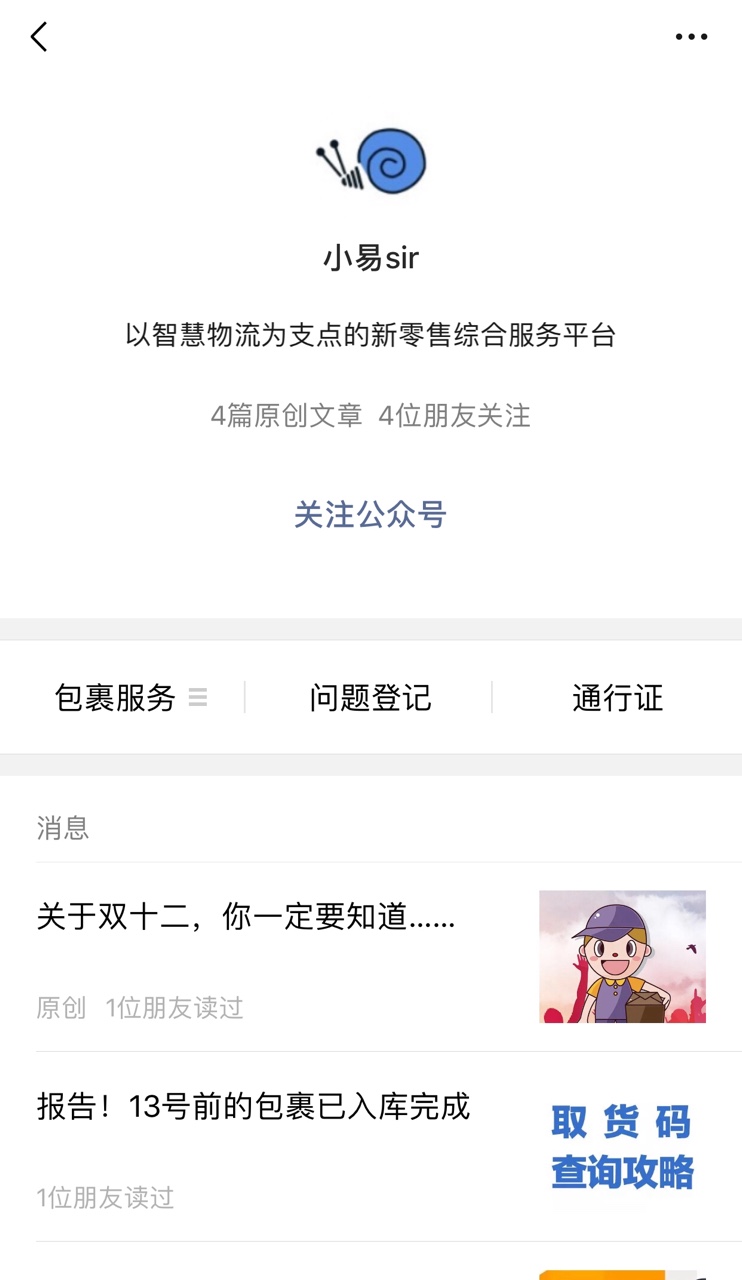 小易sir
以智慧物流为支点的新零售综合服务平台
4篇原创文章 4位朋友关注
关注公众号
包裹服务 问题登记 通行证
消息
关于双十二，你一定要知道......
原创 1位朋友读过
报告！13号前的包裹已入库完成
取货码
查询攻略
1位朋友读过